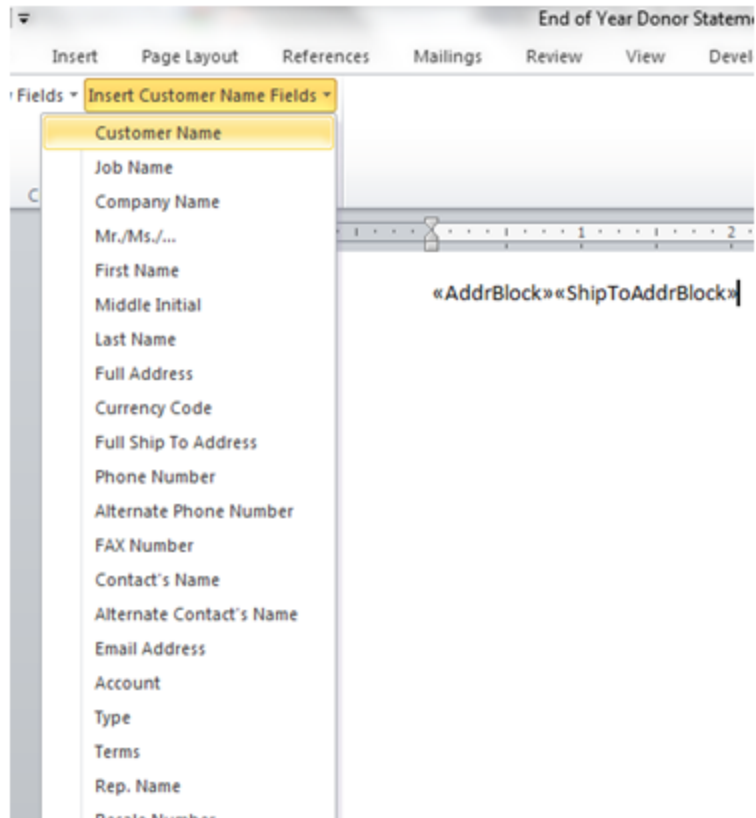 End of Year Donor Statem
Insert Page Layout References Mailings Review View Devel
Fields Insert Customer Name Fields
Customer Name
Job Name
Company Name
Mr./Ms./...
First Name
Middle Initial
Last Name
Full Address
Currency Code
Full Ship To Address
Phone Number
Alternate Phone Number
FAX Number
Contact's Name
Alternate Contact's Name
Email Address
Account
Type
Terms
Rep. Name
C
1 2
«AddrBlock»«ShipToAddrBlock»